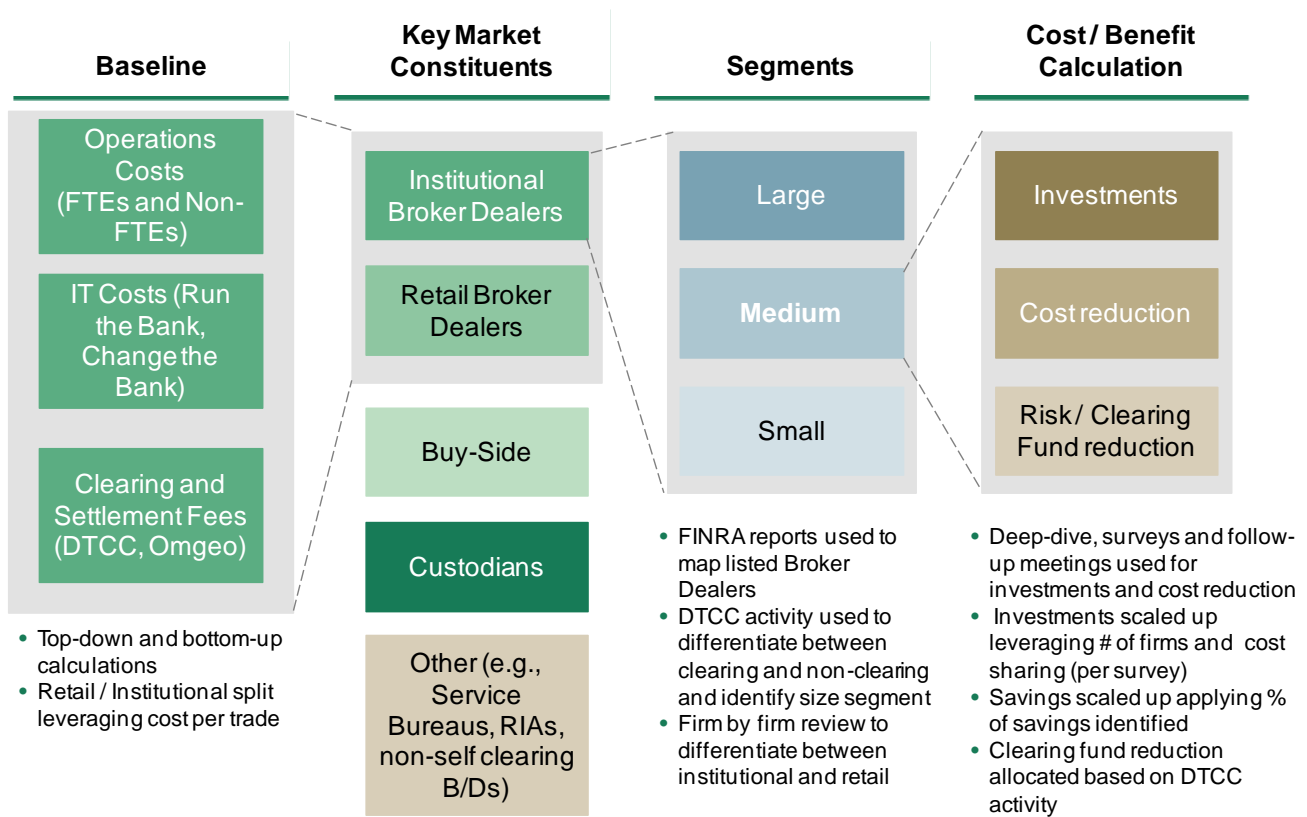 Baseline
Operations
Costs
(FTEs and Non-
FTEs)
IT Costs (Run
the Bank,
Change the
Bank)
Clearing and
Settlement Fees
(DTCC, Omgeo)
• Top-down and bottom-up
calculations
• Retail / Institutional split
leveraging cost per trade
Key Market
Constituents
Institutional
Broker Dealers
Retail Broker
Dealers
Buy-Side
Custodians
Other (e.g.,
Service
Bureaus, RIAs,
non-self clearing
B/Ds)
Segments
Large
Medium
Small
• FINRA reports used to
map listed Broker
Dealers
• DTCC activity used to
differentiate between
clearing and non-clearing
and identify size segment
• Firm by firm review to
differentiate between
institutional and retail
Cost / Benefit
Calculation
Investments
Cost reduction
Risk / Clearing
Fund reduction
• Deep-dive, surveys and follow-
up meetings used for
investments and cost reduction
• Investments scaled up
leveraging # of firms and cost
sharing (per survey)
• Savings scaled up applying %
of savings identified
• Clearing fund reduction
allocated based on DTCC
activity